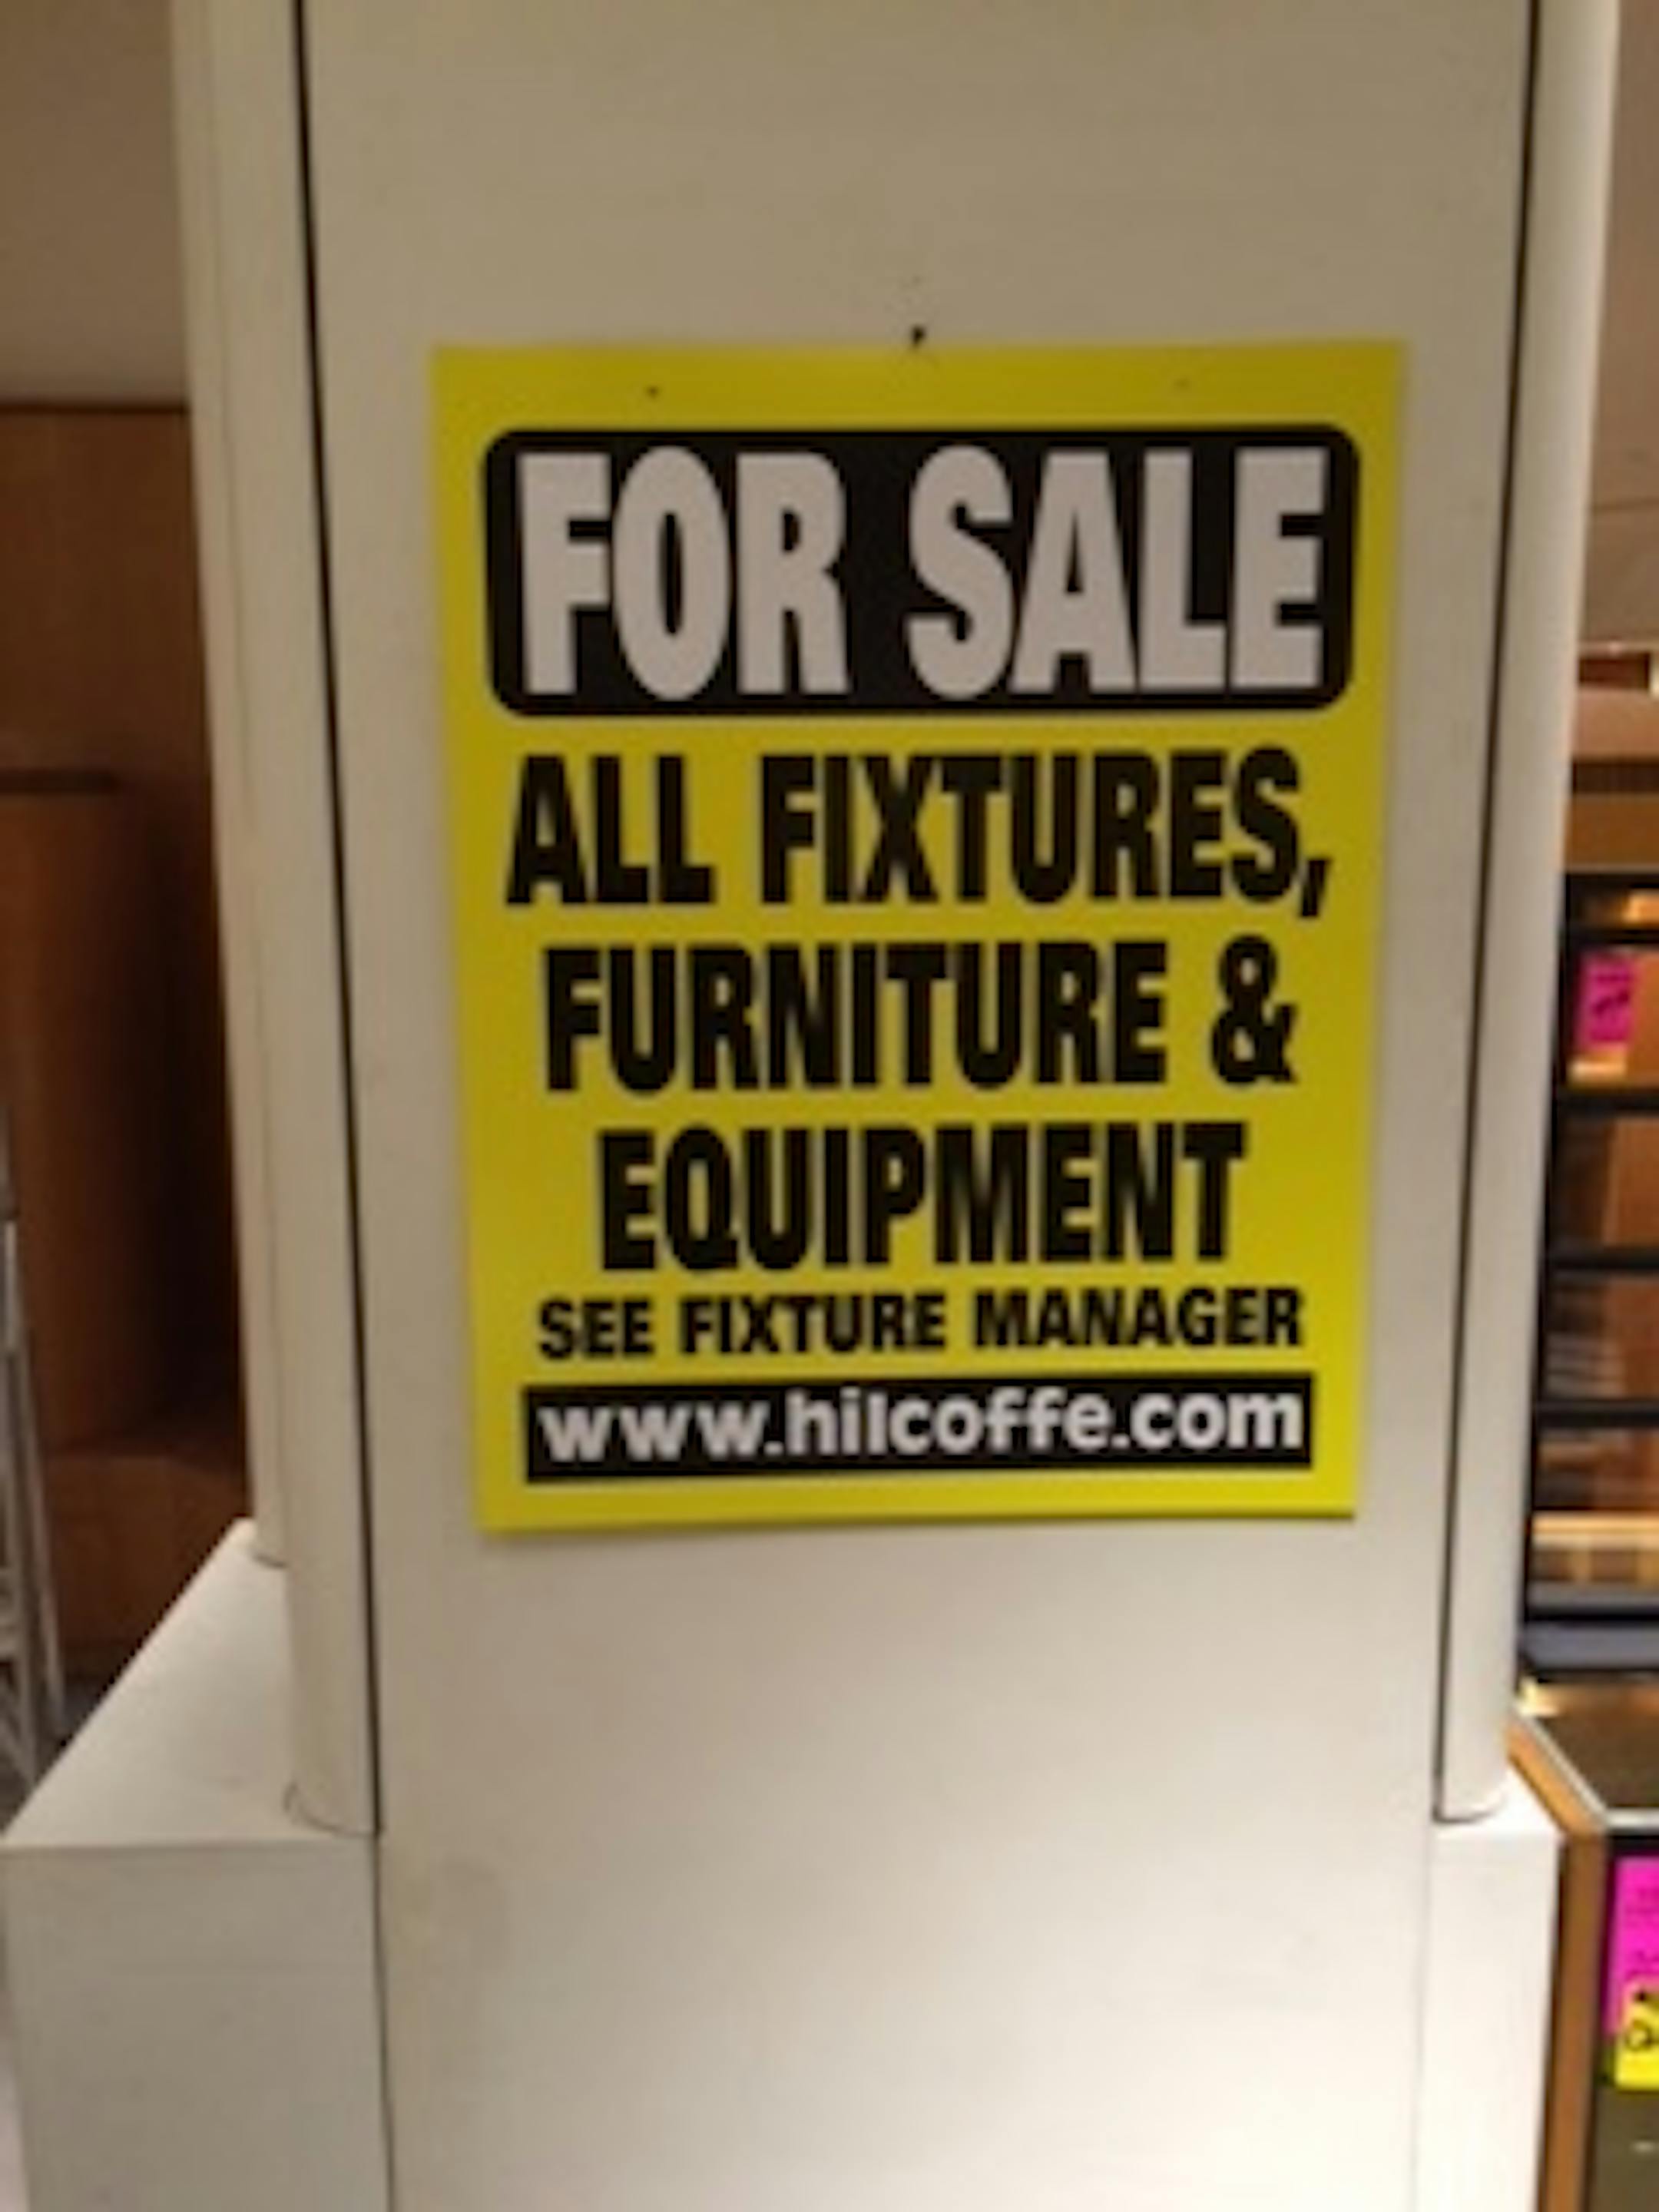 FOR SALE
ALL FIXTURES,
FURNITURE &
EQUIPMENT
SEE FIXTURE MANAGER
www.hilcoffe.com